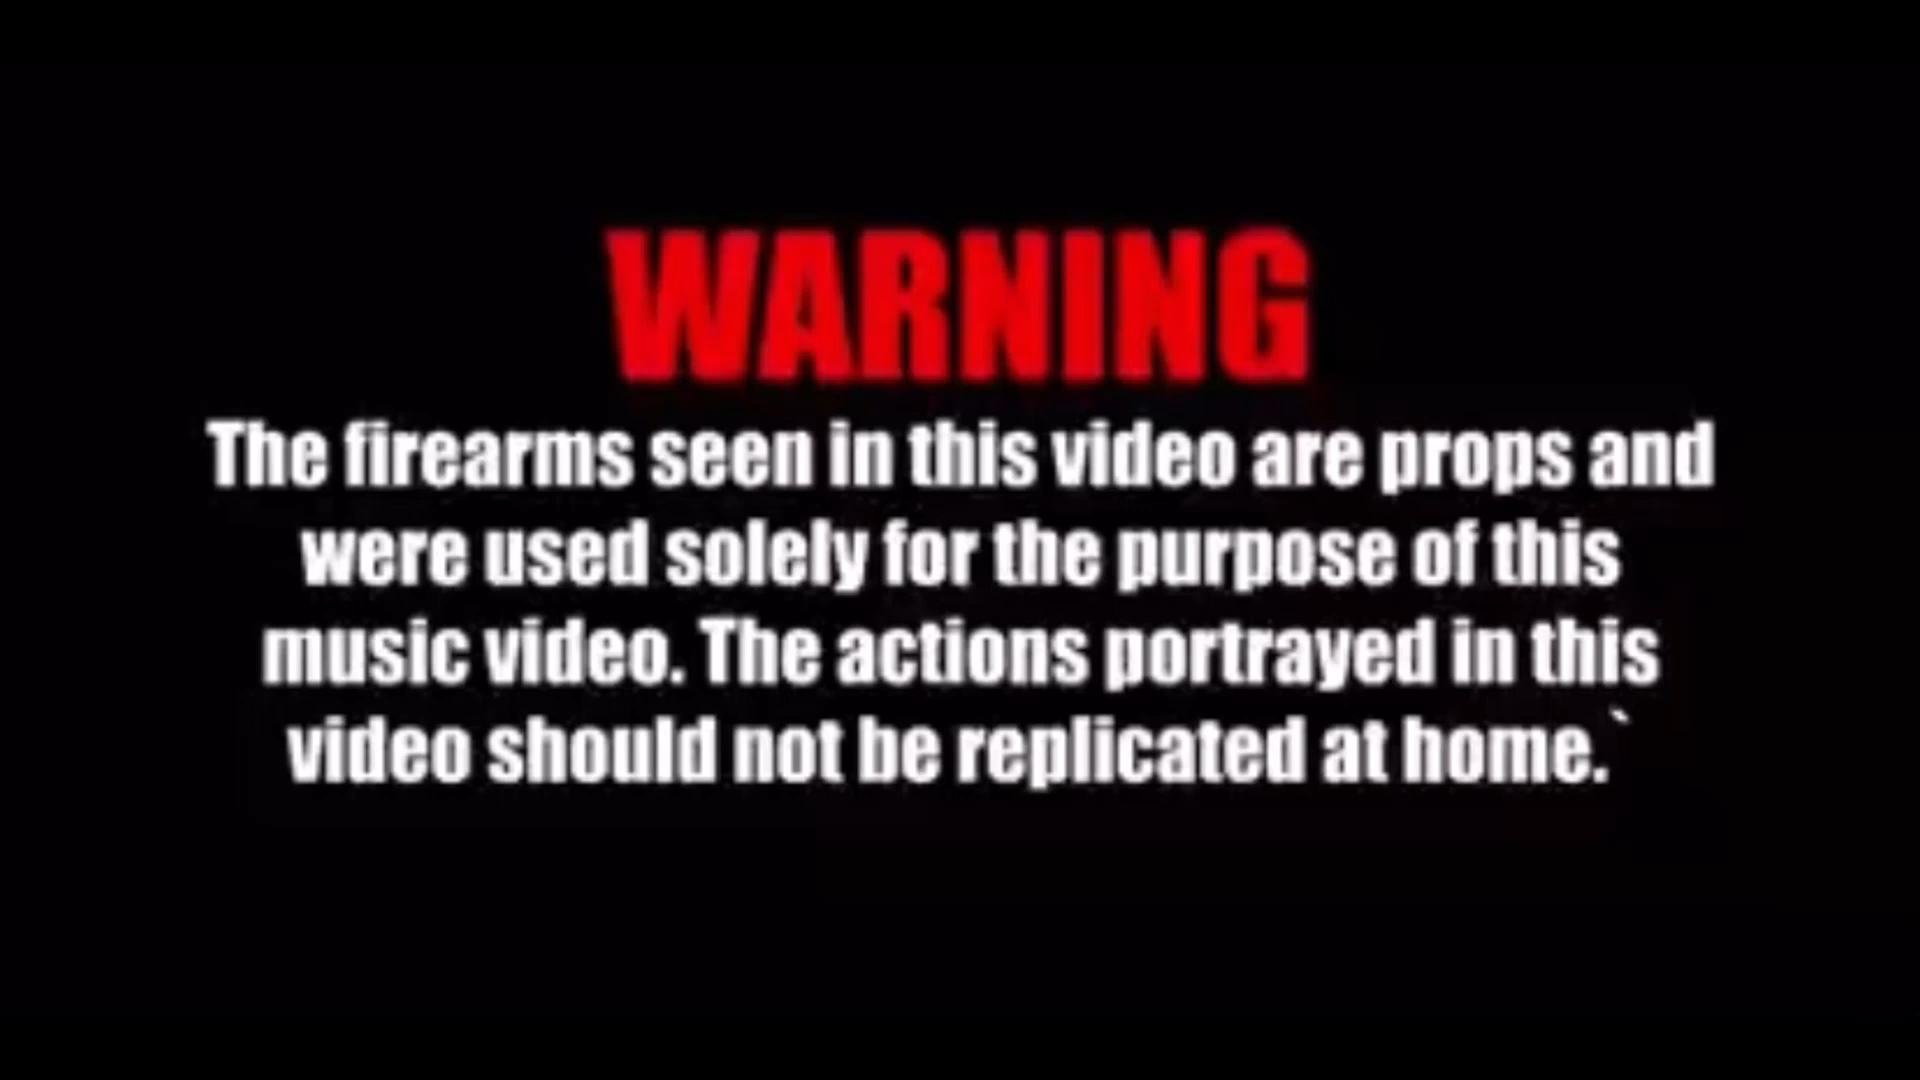 WARNING
The firearms seen in this video are props and
were used solely for the purpose of this
music video. The actions portrayed in this
video should not be replicated at home.`